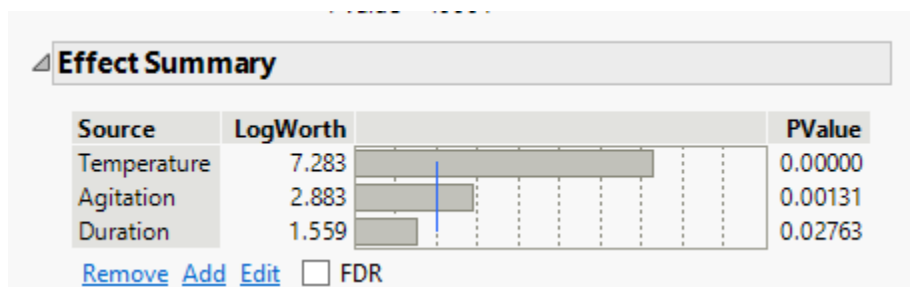 Effect Summary
Source LogWorth PValue
Temperature 7.283 0.00000
Agitation 2.883 0.00131
Duration 1.559 0.02763
Remove Add Edit FDR